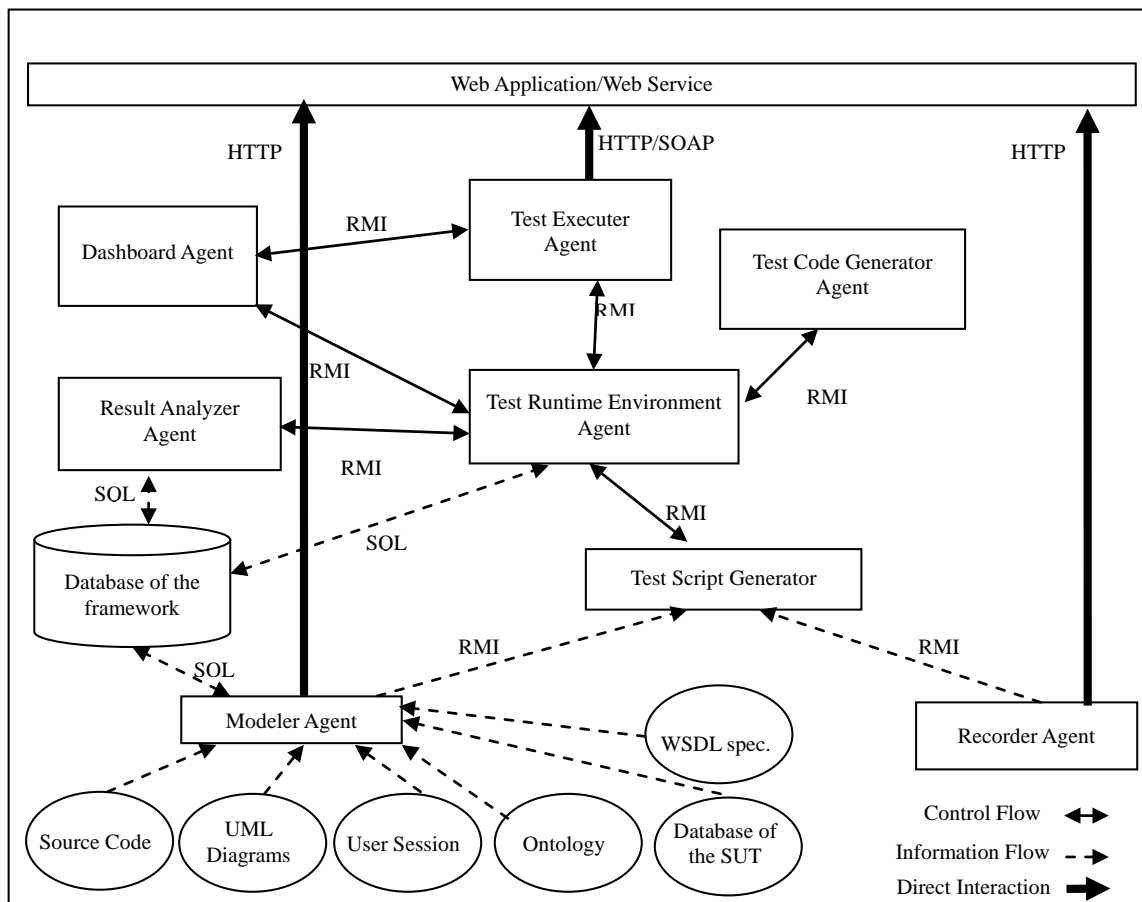 Web Application/Web Service
HTTP
HTTP/SOAP
HTTP
RMI
Test Executer
Agent
Dashboard Agent
Test Code Generator
Agent
RMI
RMI
RMI
Result Analyzer
Agent
Test Runtime Environment
Agent
RMI
SQL
SQL
RMI
Database of the
framework
Test Script Generator
RMI
RMI
SQL
Modeler Agent
WSDL spec.
Recorder Agent
Source Code
UML
Diagrams
User Session
Ontology
Database of
the SUT
Control Flow
Information Flow
Direct Interaction